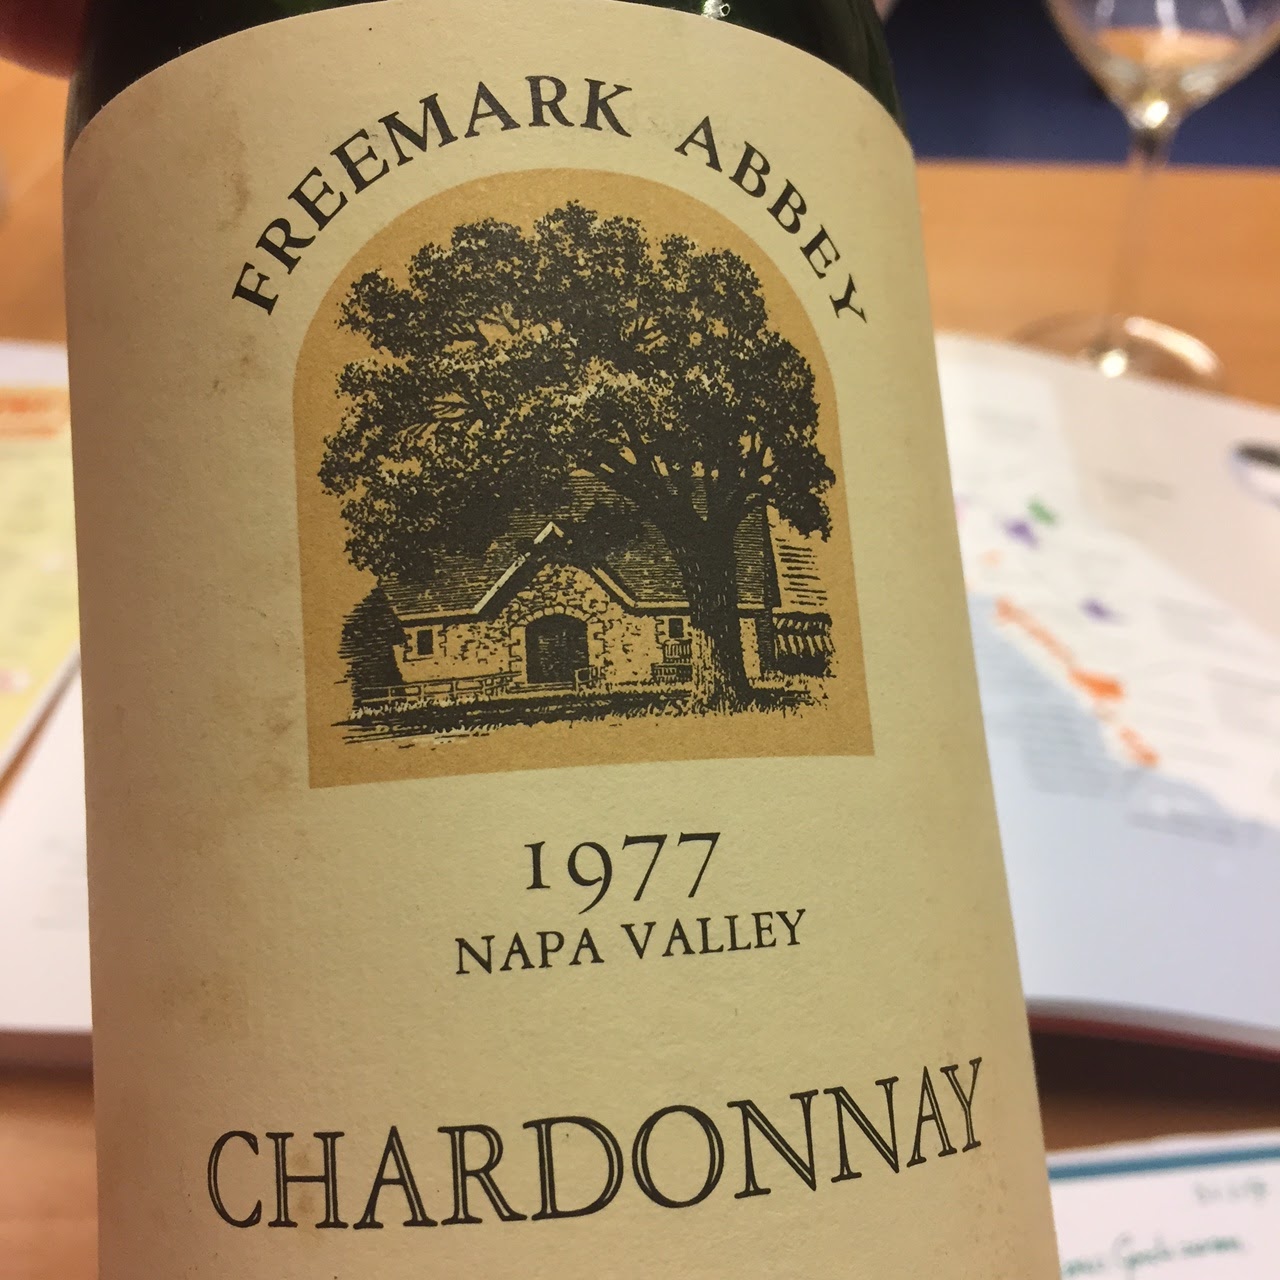 FREEMARK ABBEY
1977
NAPA VALLEY
CHARDONNAY